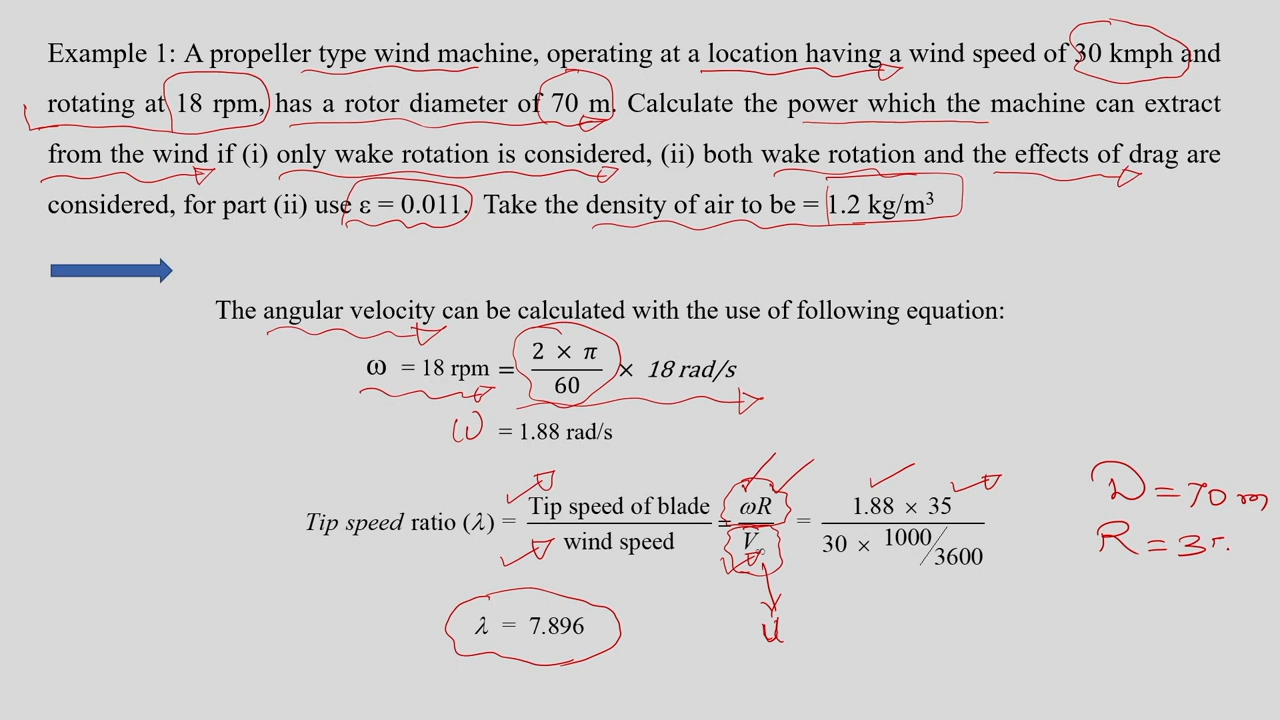 Example 1: A propeller type wind machine, operating at a location having a wind speed of 30 kmph and
rotating at 18 rpm, has a rotor diameter of 70 m. Calculate the power which the machine can extract
from the wind if (i) only wake rotation is considered, (ii) both wake rotation and the effects of drag are
considered, for part (ii) use ε = 0.011. Take the density of air to be = 1.2 kg/m³
The angular velocity can be calculated with the use of following equation:
ω = 18 rpm = 2 × π / 60 × 18 rad/s
ω = 1.88 rad/s
Tip speed ratio (λ) = Tip speed of blade / wind speed = ωR / V∞ = 1.88 × 35 / 30 × 1000/3600
D = 70 m
R = 35
λ = 7.896
u